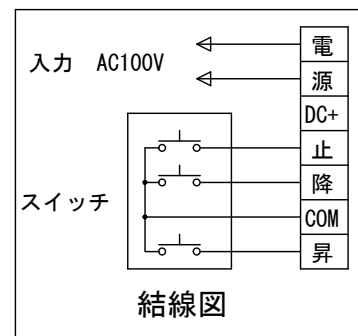 入力 AC100V
スイッチ
電
源
DC+
止
降
COM
昇
結線図